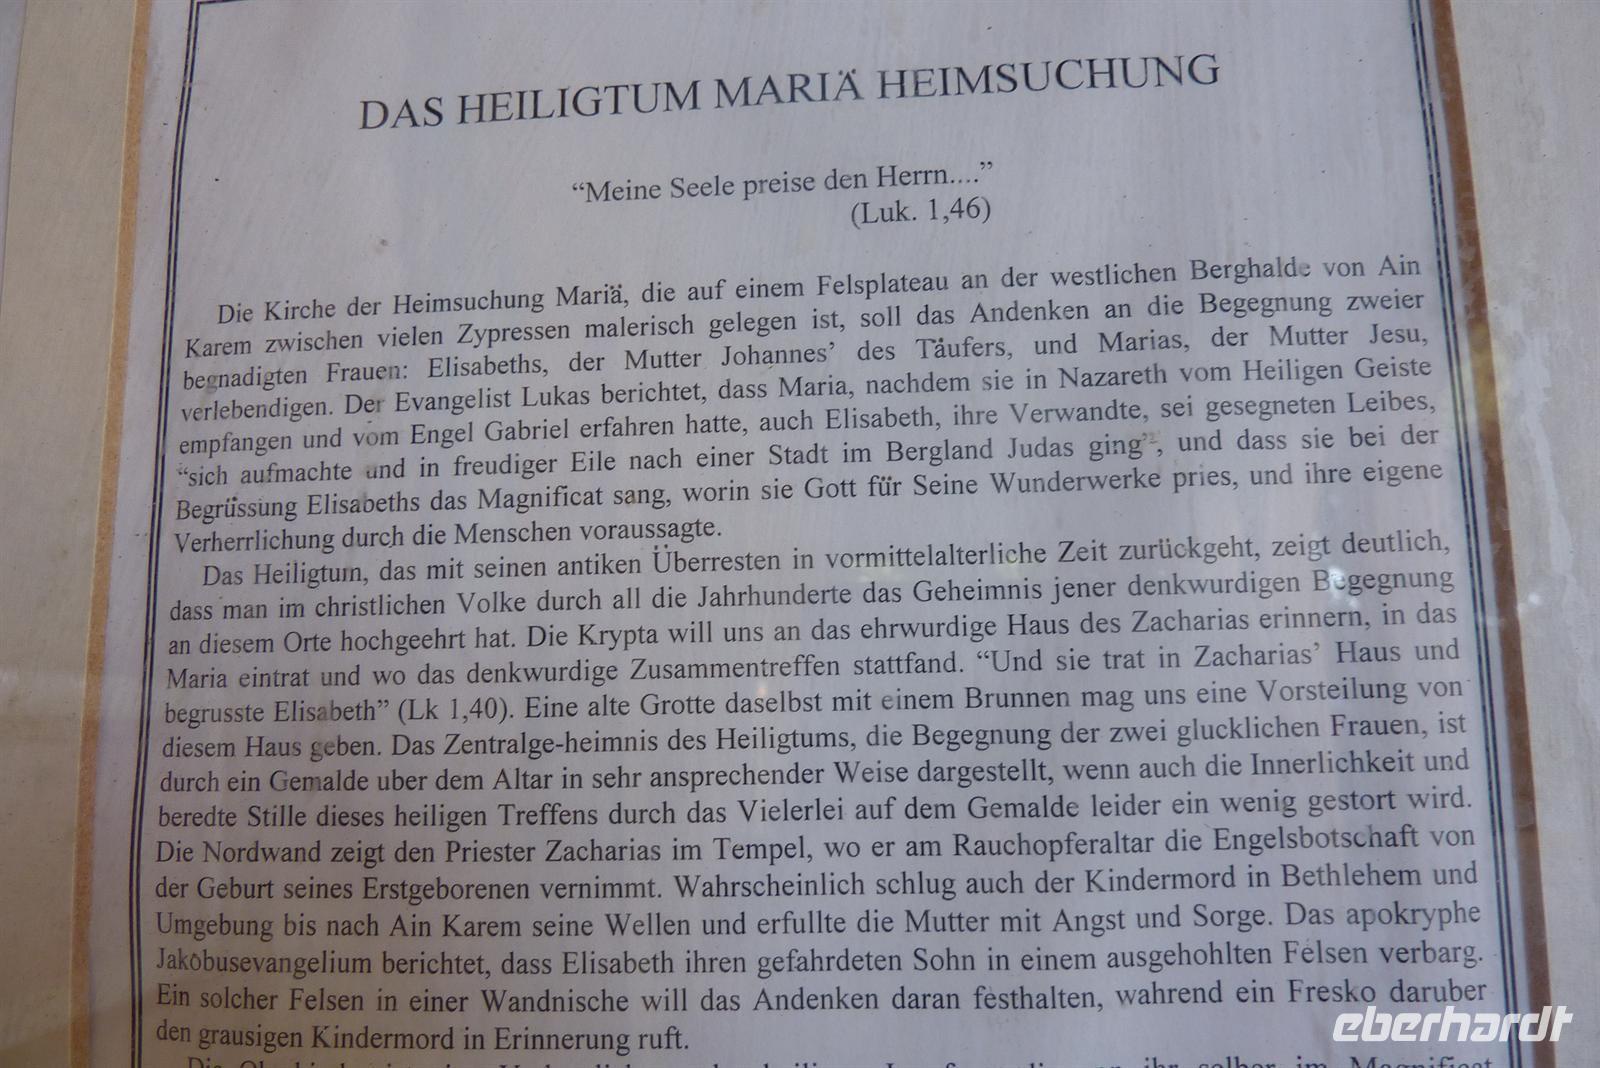 DAS HEILIGTUM MARIÄ HEIMSUCHUNG
“Meine Seele preise den Herrn....”
(Luk. 1,46)
Die Kirche der Heimsuchung Mariä, die auf einem Felsplateau an der westlichen Berghalde von Ain
Karem zwischen vielen Zypressen malerisch gelegen ist, soll das Andenken an die Begegnung zweier
begnadigten Frauen: Elisabeths, der Mutter Johannes’ des Täufers, und Marias, der Mutter Jesu,
verlebendigen. Der Evangelist Lukas berichtet, dass Maria, nachdem sie in Nazareth vom Heiligen Geiste
empfangen und vom Engel Gabriel erfahren hatte, auch Elisabeth, ihre Verwandte, sei gesegneten Leibes,
“sich aufmachte und in freudiger Eile nach einer Stadt im Bergland Judas ging”, und dass sie bei der
Begrüssung Elisabeths das Magnificat sang, worin sie Gott für Seine Wunderwerke pries, und ihre eigene
Verherrlichung durch die Menschen voraussagte.
Das Heiligtum, das mit seinen antiken Überresten in vormittelalterliche Zeit zurückgeht, zeigt deutlich,
dass man im christlichen Volke durch all die Jahrhunderte das Geheimnis jener denkwurdigen Begegnung
an diesem Orte hochgeehrt hat. Die Krypta will uns an das ehrwurdige Haus des Zacharias erinnern, in das
Maria eintrat und wo das denkwurdige Zusammentreffen stattfand. “Und sie trat in Zacharias’ Haus und
begrusste Elisabeth” (Lk 1,40). Eine alte Grotte daselbst mit einem Brunnen mag uns eine Vorsteilung von
diesem Haus geben. Das Zentralge-heimnis des Heiligtums, die Begegnung der zwei glucklichen Frauen, ist
durch ein Gemalde uber dem Altar in sehr ansprechender Weise dargestellt, wenn auch die Innerlichkeit und
beredte Stille dieses heiligen Treffens durch das Vielerlei auf dem Gemalde leider ein wenig gestort wird.
Die Nordwand zeigt den Priester Zacharias im Tempel, wo er am Rauchopferaltar die Engelsbotschaft von
der Geburt seines Erstgeborenen vernimmt. Wahrscheinlich schlug auch der Kindermord in Bethlehem und
Umgebung bis nach Ain Karem seine Wellen und erfullte die Mutter mit Angst und Sorge. Das apokryphe
Jakobusevangelium berichtet, dass Elisabeth ihren gefahrdeten Sohn in einem ausgehohlten Felsen verbarg.
Ein solcher Felsen in einer Wandnische will das Andenken daran festhalten, wahrend ein Fresko daruber
den grausigen Kindermord in Erinnerung ruft.
ihr selber im Magnificat
eberhardt